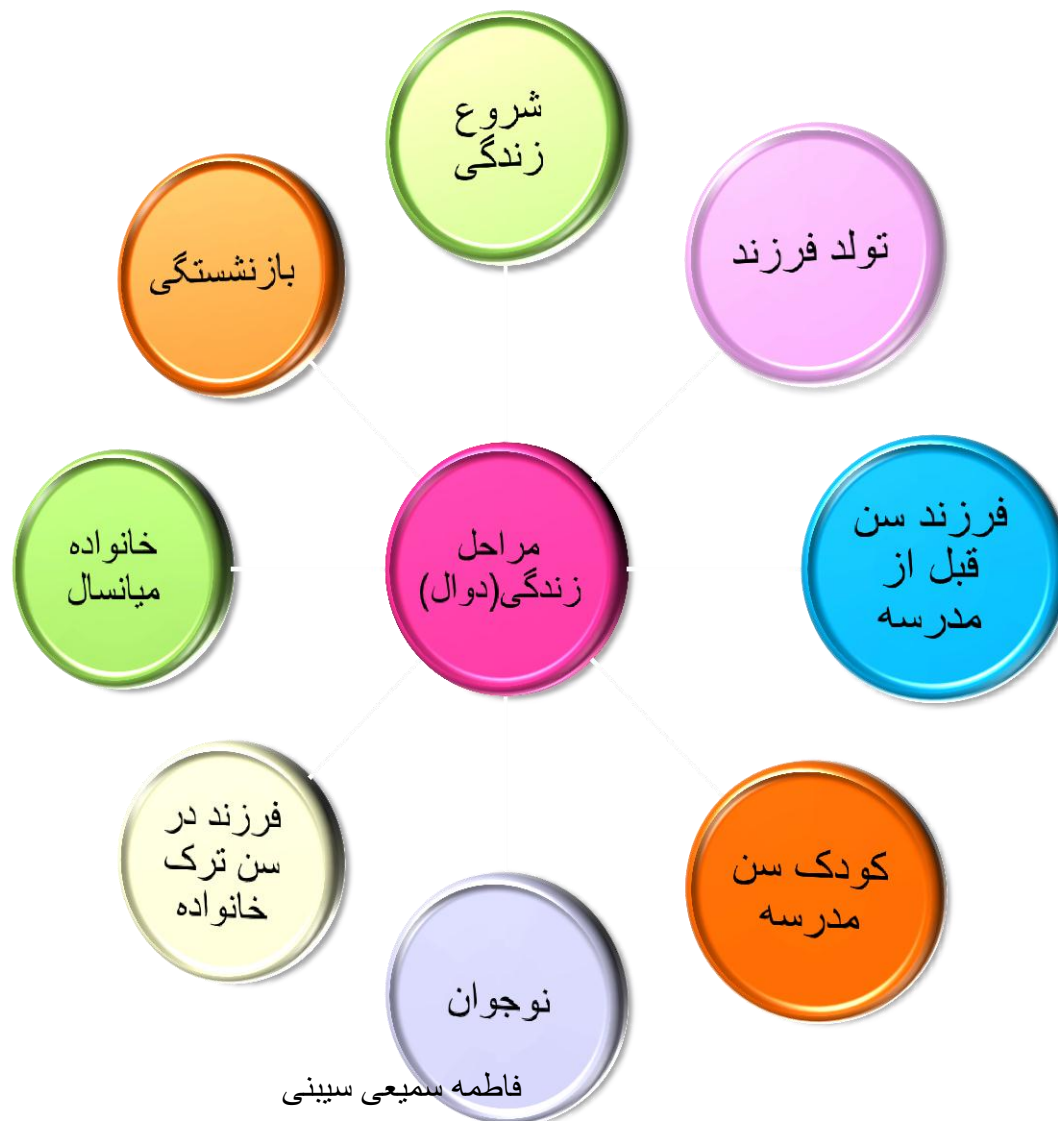 شروع
زندگی
تولد فرزند
فرزند سن
قبل از
مدرسه
کودک سن
مدرسه
نوجوان
فرزند در
سن ترک
خانواده
خانواده
میانسال
بازنشستگی
مراحل
زندگی(دوال)
فاطمه سمیعی سیبنی